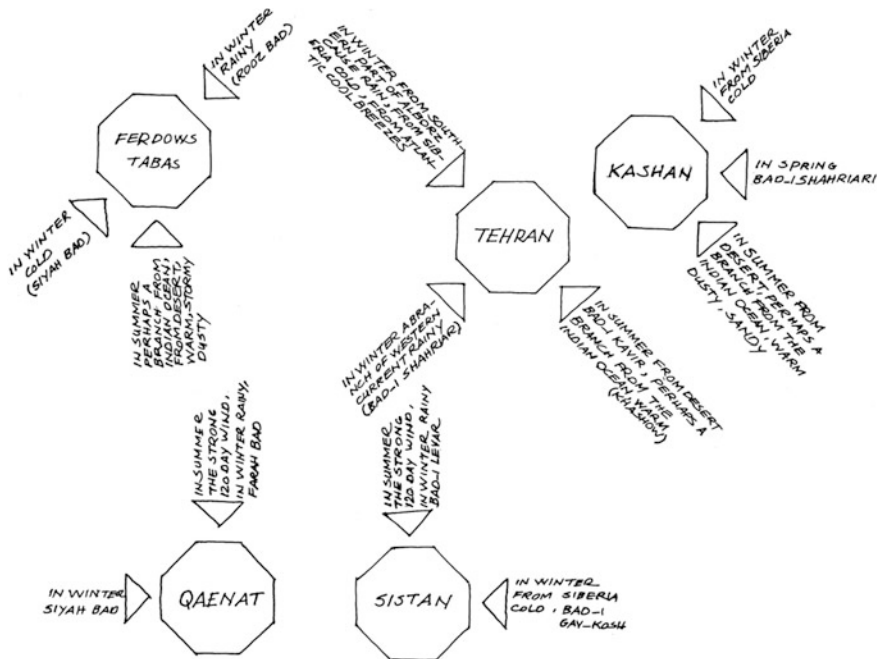 IN WINTER
RAINY
(ROOZ BAD)
FERDOWS
TABAS
IN WINTER
COLD
(SIYAH BAD)
IN SUMMER
PERHAPS A
BRANCH FROM
INDIAN OCEAN,
FROM DESERT,
WARM, STORMY
DUSTY
IN WINTER FROM SOUTH-
ERN PART OF ALBORZ
CAUSE RAIN, FROM SIB-
ERIA COLD, FROM ATLAN-
TIC COOL BREEZES
TEHRAN
IN WINTER A BRA-
NCH OF WESTERN
CURRENT RAINY
(BAD-I SHAHRIAR)
IN SUMMER FROM DESERT
BAD-I KAVIR, PERHAPS A
BRANCH FROM THE
INDIAN OCEAN, WARM
(KHASHOW)
IN WINTER
FROM SIBERIA
COLD
KASHAN
IN SPRING
BAD-I SHAHRIARI
IN SUMMER FROM
DESERT, PERHAPS A
BRANCH FROM THE
INDIAN OCEAN, WARM
DUSTY, SANDY
IN SUMMER
THE STRONG
120 DAY WIND,
IN WINTER RAINY,
FARAH BAD
IN WINTER
SIYAH BAD
QAENAT
IN SUMMER
THE STRONG
120 DAY WIND,
IN WINTER RAINY
BAD-I LEVAR
SISTAN
IN WINTER
FROM SIBERIA
COLD, BAD-I
GAV-KOSH